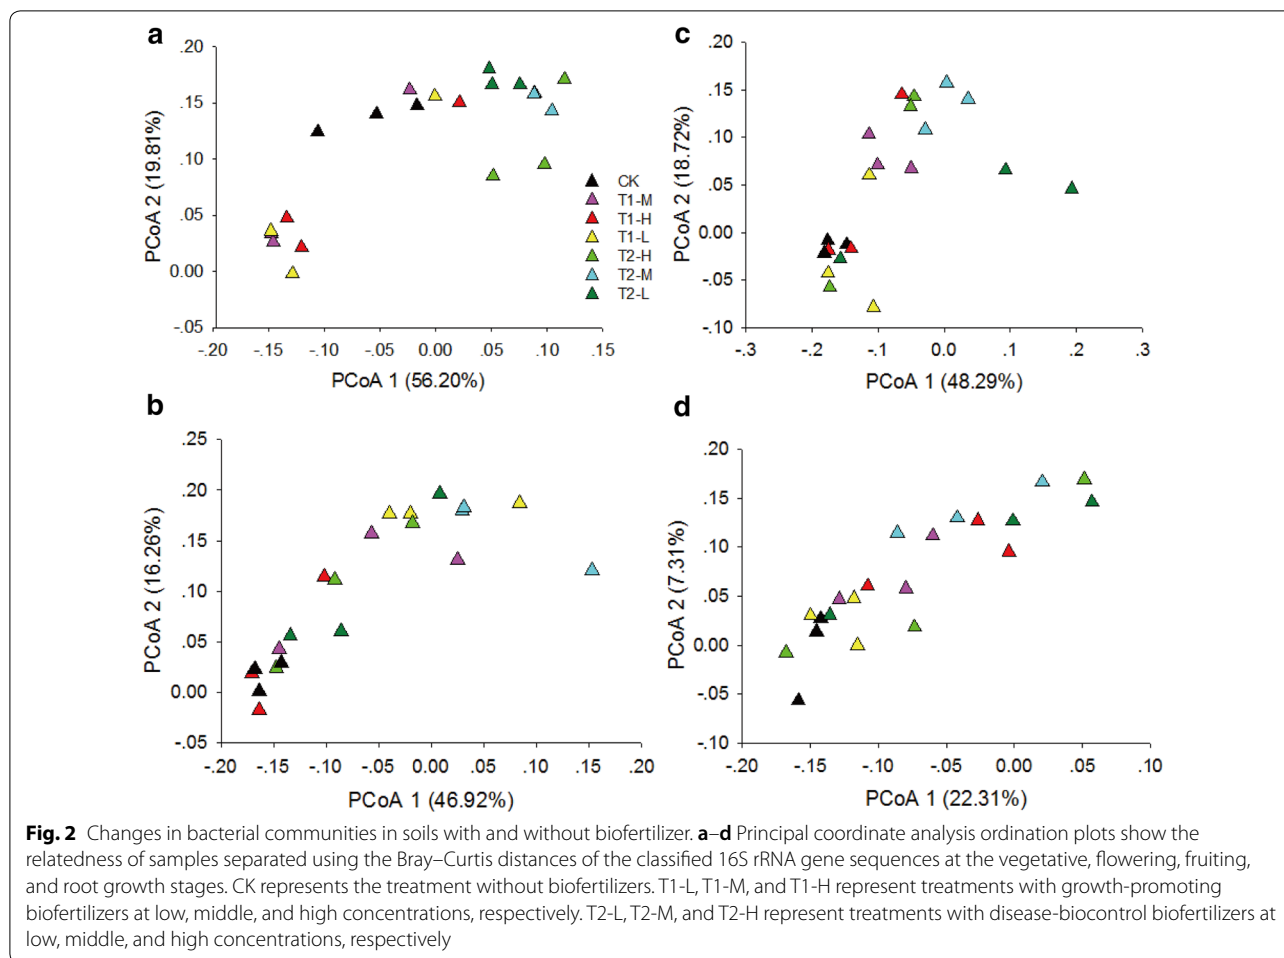 a
.20
.15
.10
.05
0.00
-.05
PCoA 2 (19.81%)
-.20 -.15 -.10 -.05 0.00 .05 .10 .15
PCoA 1 (56.20%)
CK
T1-M
T1-H
T1-L
T2-H
T2-M
T2-L
c
.20
.15
.10
.05
0.00
-.05
-.10
PCoA 2 (18.72%)
-.3 -.2 -.1 0.0 .1 .2 .3
PCoA 1 (48.29%)
b
.25
.20
.15
.10
.05
0.00
-.05
PCoA 2 (16.26%)
-.20 -.15 -.10 -.05 0.00 .05 .10 .15 .20
PCoA 1 (46.92%)
d
.20
.15
.10
.05
0.00
-.05
-.10
PCoA 2 (7.31%)
-.20 -.15 -.10 -.05 0.00 .05 .10
PCoA 1 (22.31%)
Fig. 2 Changes in bacterial communities in soils with and without biofertilizer. a–d Principal coordinate analysis ordination plots show the
relatedness of samples separated using the Bray–Curtis distances of the classified 16S rRNA gene sequences at the vegetative, flowering, fruiting,
and root growth stages. CK represents the treatment without biofertilizers. T1-L, T1-M, and T1-H represent treatments with growth-promoting
biofertilizers at low, middle, and high concentrations, respectively. T2-L, T2-M, and T2-H represent treatments with disease-biocontrol biofertilizers at
low, middle, and high concentrations, respectively